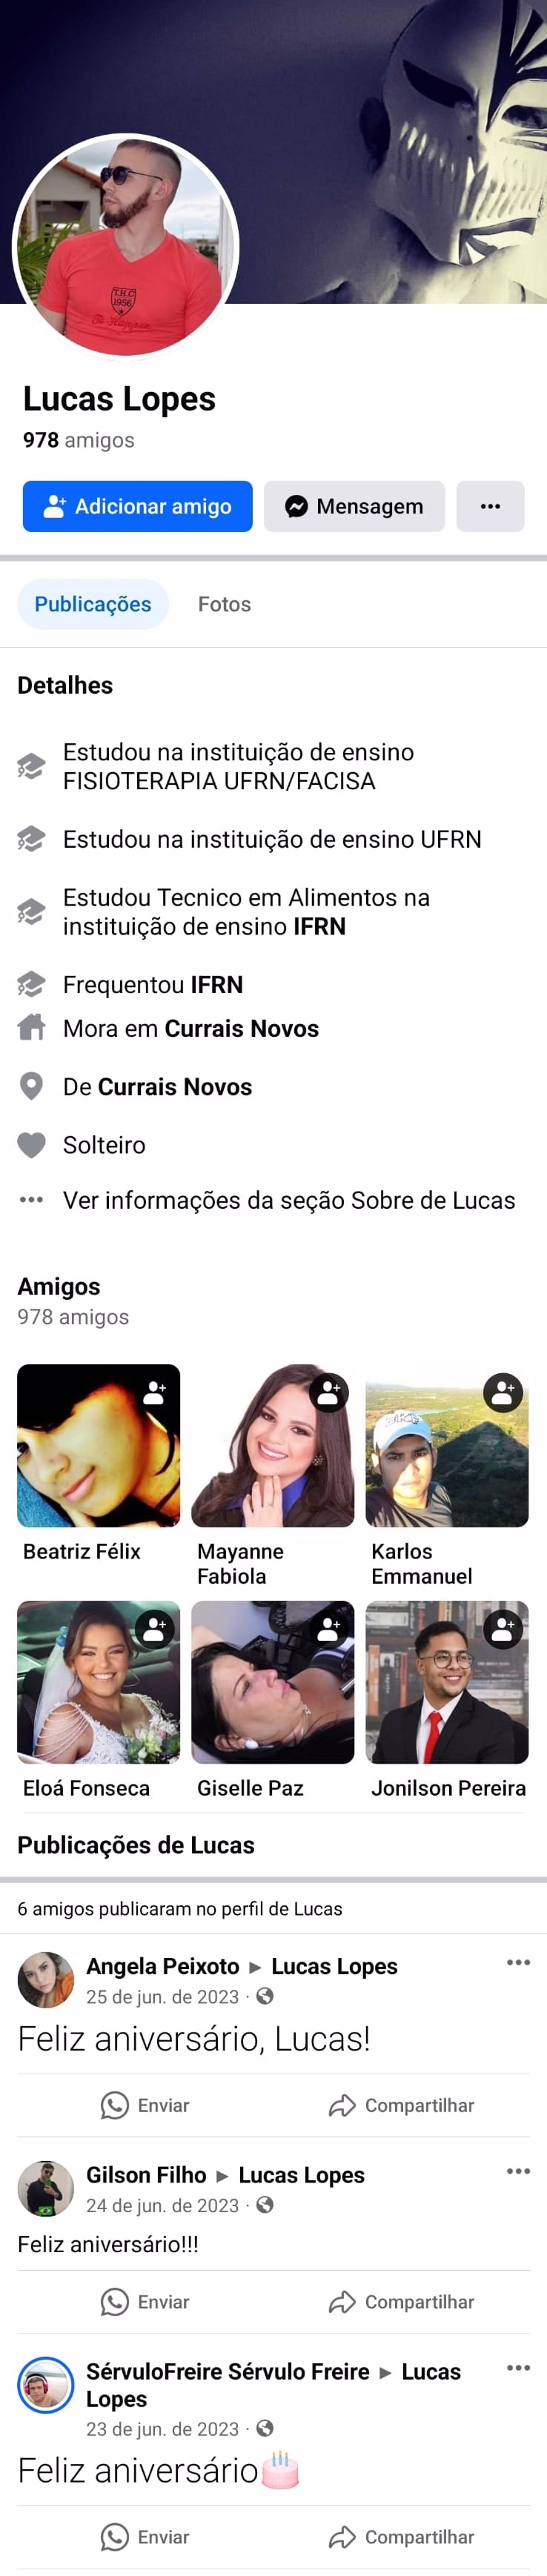 T.H.C
1956
Lucas Lopes
978 amigos
Adicionar amigo
Mensagem
Publicações
Fotos
Detalhes
Estudou na instituição de ensino
FISIOTERAPIA UFRN/FACISA
Estudou na instituição de ensino UFRN
Estudou Tecnico em Alimentos na
instituição de ensino IFRN
Frequentou IFRN
Mora em Currais Novos
De Currais Novos
Solteiro
Ver informações da seção Sobre de Lucas
Amigos
978 amigos
Beatriz Félix
Mayanne
Fabiola
Karlos
Emmanuel
Eloá Fonseca
Giselle Paz
Jonilson Pereira
Publicações de Lucas
6 amigos publicaram no perfil de Lucas
Angela Peixoto ► Lucas Lopes
25 de jun. de 2023 ·
Feliz aniversário, Lucas!
Enviar
Compartilhar
Gilson Filho ► Lucas Lopes
24 de jun. de 2023 ·
Feliz aniversário!!!
Enviar
Compartilhar
SérvuloFreire Sérvulo Freire ► Lucas
Lopes
23 de jun. de 2023 ·
Feliz aniversário🎂
Enviar
Compartilhar